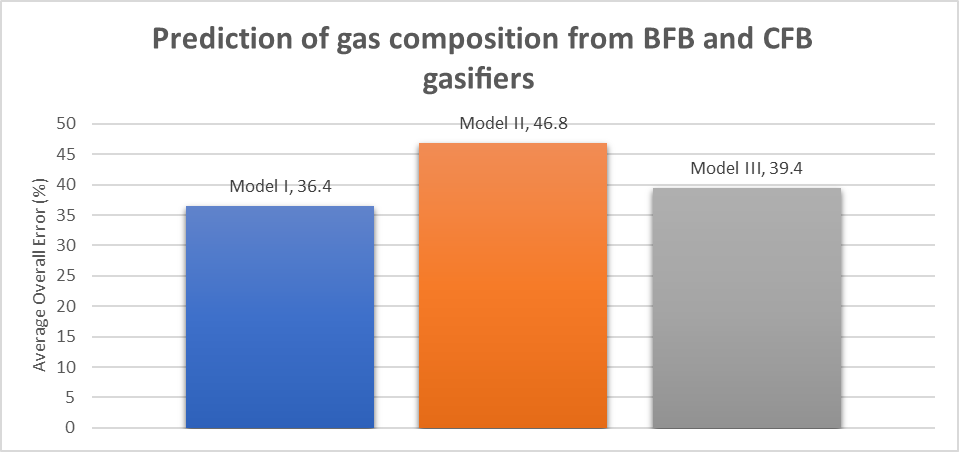 Prediction of gas composition from BFB and CFB
gasifiers
Average Overall Error (%)
50
45
40
35
30
25
20
15
10
5
0
Model I, 36.4
Model II, 46.8
Model III, 39.4